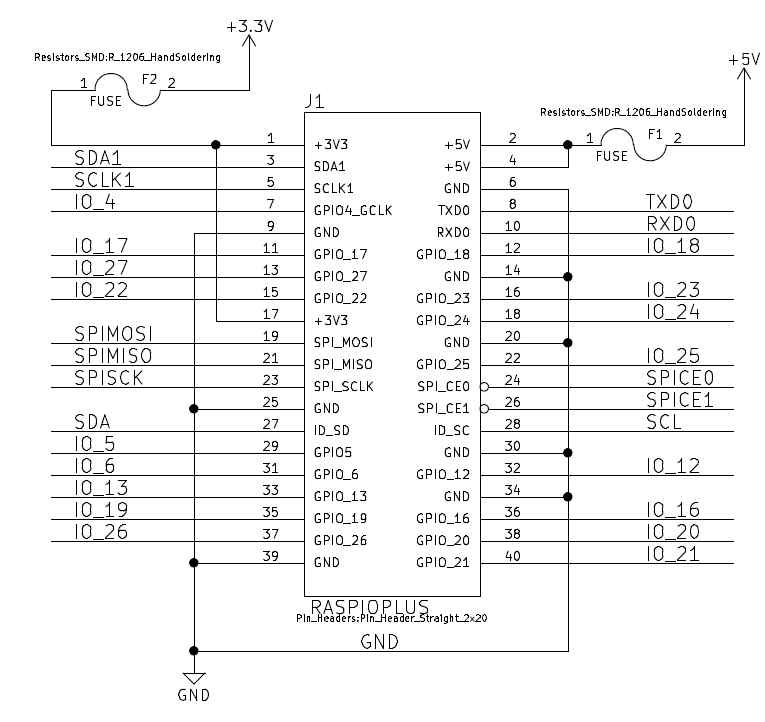 +3.3V
Resistors_SMD:R_1206_HandSoldering
1 F2 2
FUSE
+5V
J1
Resistors_SMD:R_1206_HandSoldering
1 +3V3 +5V 2 1 F1 2
FUSE
SDA1 3 SDA1 +5V 4
SCLK1 5 SCLK1 GND 6
IO_4 7 GPIO4_GCLK TXD0 8 TXD0
9 GND RXD0 10 RXD0
IO_17 11 GPIO_17 GPIO_18 12 IO_18
IO_27 13 GPIO_27 GND 14
IO_22 15 GPIO_22 GPIO_23 16 IO_23
17 +3V3 GPIO_24 18 IO_24
SPIMOSI 19 SPI_MOSI GND 20
SPIMISO 21 SPI_MISO GPIO_25 22 IO_25
SPISCK 23 SPI_SCLK SPI_CE0 24 SPICE0
25 GND SPI_CE1 26 SPICE1
SDA 27 ID_SD ID_SC 28 SCL
IO_5 29 GPIO5 GND 30
IO_6 31 GPIO_6 GPIO_12 32 IO_12
IO_13 33 GPIO_13 GND 34
IO_19 35 GPIO_19 GPIO_16 36 IO_16
IO_26 37 GPIO_26 GPIO_20 38 IO_20
39 GND GPIO_21 40 IO_21
RASPIOPLUS
Pin_Headers:Pin_Header_Straight_2x20
GND
GND